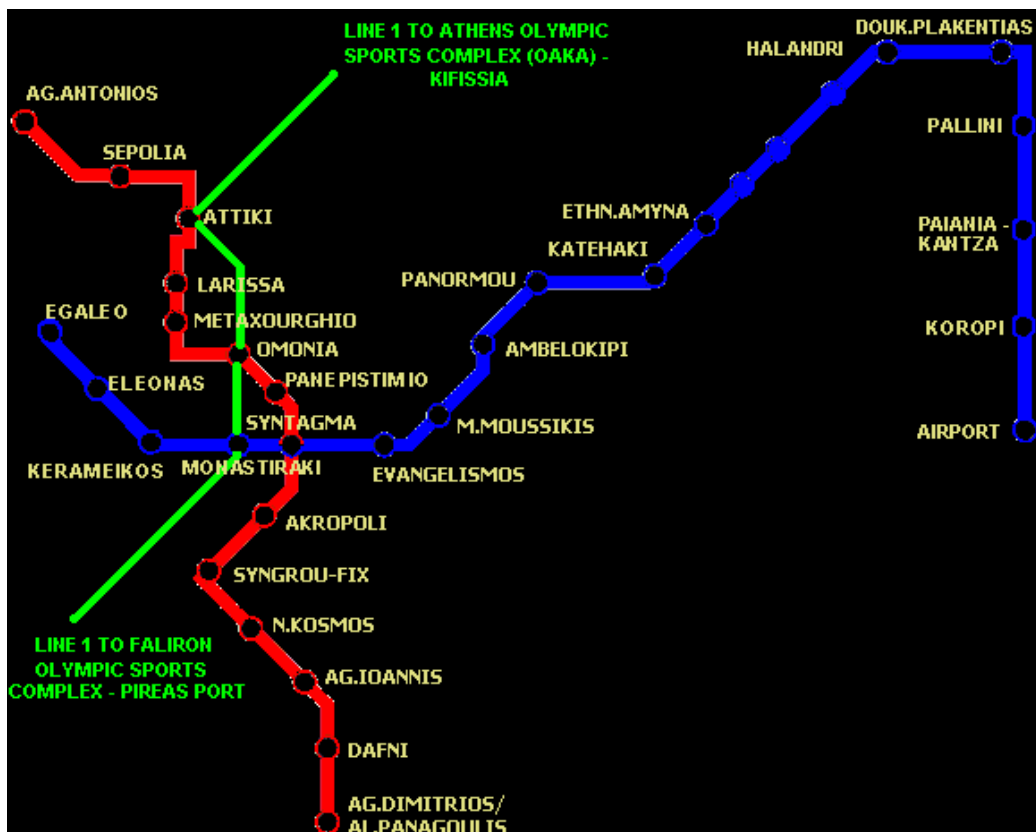 LINE 1 TO ATHENS OLYMPIC
SPORTS COMPLEX (OAKA) -
KIFISSIA
DOUK.PLAKENTIAS
HALANDRI
AG.ANTONIOS
SEPOLIA
PALLINI
ATTIKI
ETHN.AMYNA
PAIANIA -
KANTZA
KATEHAKI
LARISSA
PANORMOU
EGALEO
METAXOURGHIO
KOROPI
OMONIA
AMBELOKIPI
PANEPISTIMIO
ELEONAS
SYNTAGMA
M.MOUSSIKIS
AIRPORT
KERAMEIKOS
MONASTIRAKI
EVANGELISMOS
AKROPOLI
SYNGROU-FIX
N.KOSMOS
LINE 1 TO FALIRON
OLYMPIC SPORTS
COMPLEX - PIREAS PORT
AG.IOANNIS
DAFNI
AG.DIMITRIOS/
AL.PANAGOULIS